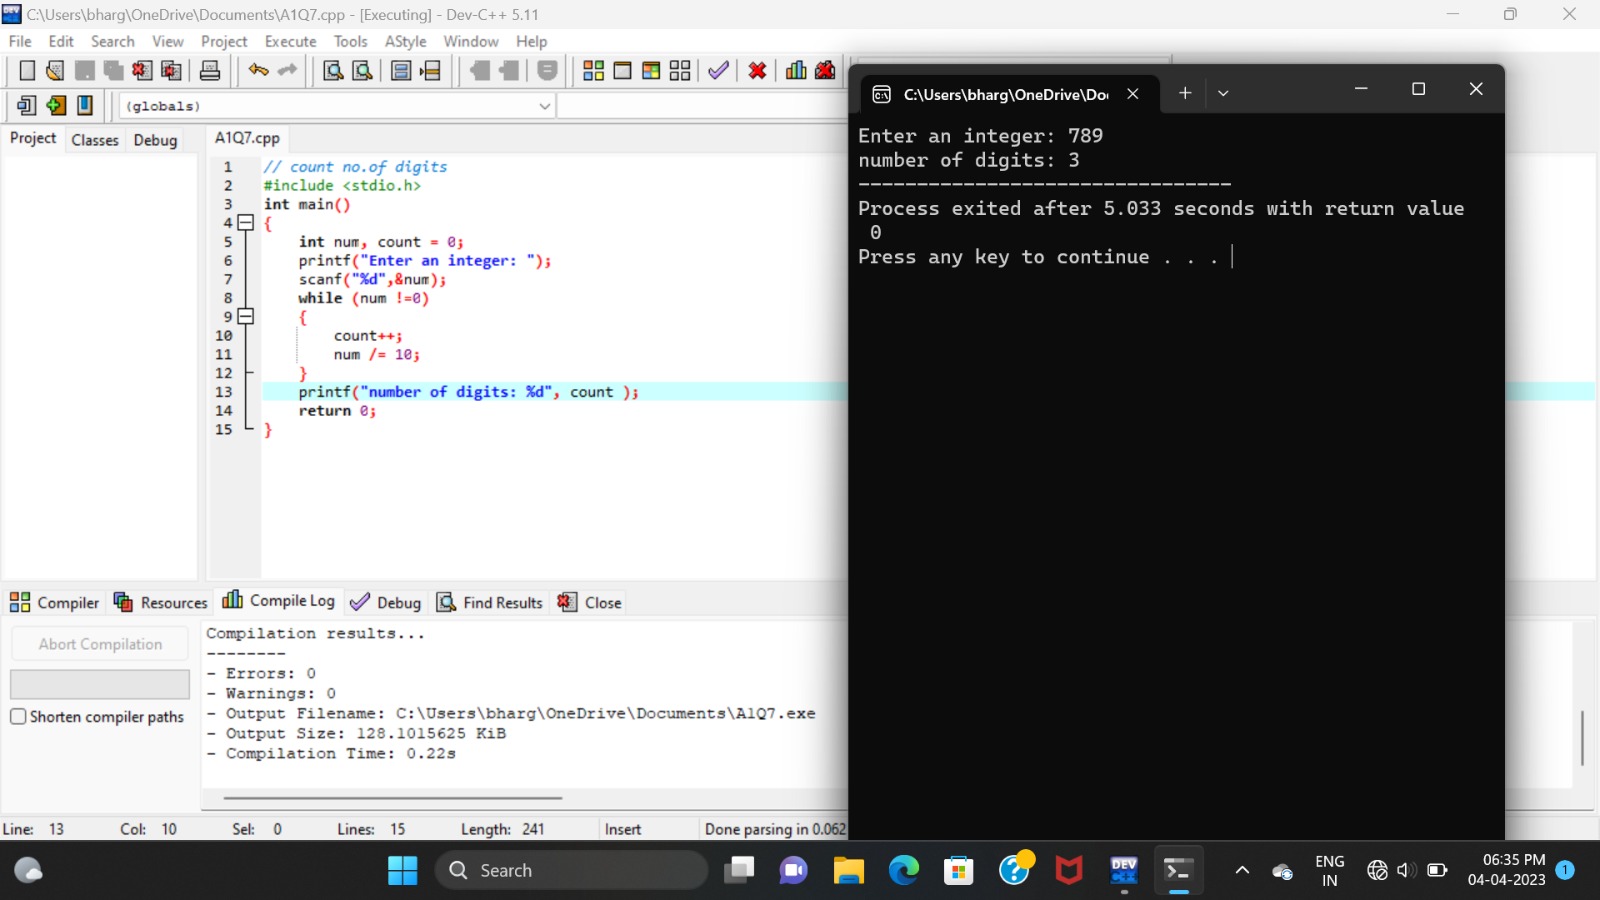 C:\Users\bharg\OneDrive\Documents\A1Q7.cpp - [Executing] - Dev-C++ 5.11
File Edit Search View Project Execute Tools AStyle Window Help
(globals)
Project Classes Debug
A1Q7.cpp
1 // count no.of digits
2 #include <stdio.h>
3 int main()
4 {
5 int num, count = 0;
6 printf("Enter an integer: ");
7 scanf("%d",&num);
8 while (num !=0)
9 {
10 count++;
11 num /= 10;
12 }
13 printf("number of digits: %d", count );
14 return 0;
15 }
C:\Users\bharg\OneDrive\Do
Enter an integer: 789
number of digits: 3
--------------------------------
Process exited after 5.033 seconds with return value
0
Press any key to continue . . .
Compiler Resources Compile Log Debug Find Results Close
Abort Compilation
Shorten compiler paths
Compilation results...
--------
- Errors: 0
- Warnings: 0
- Output Filename: C:\Users\bharg\OneDrive\Documents\A1Q7.exe
- Output Size: 128.1015625 KiB
- Compilation Time: 0.22s
Line: 13 Col: 10 Sel: 0 Lines: 15 Length: 241 Insert Done parsing in 0.062
Search
DEV
C++
ENG
IN
06:35 PM
04-04-2023
1